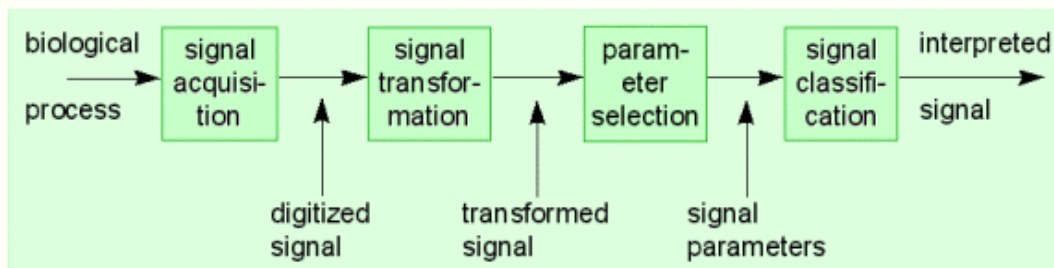 biological
process
signal
acquisi-
tion
signal
transfor-
mation
param-
eter
selection
signal
classifi-
cation
interpreted
signal
digitized
signal
transformed
signal
signal
parameters